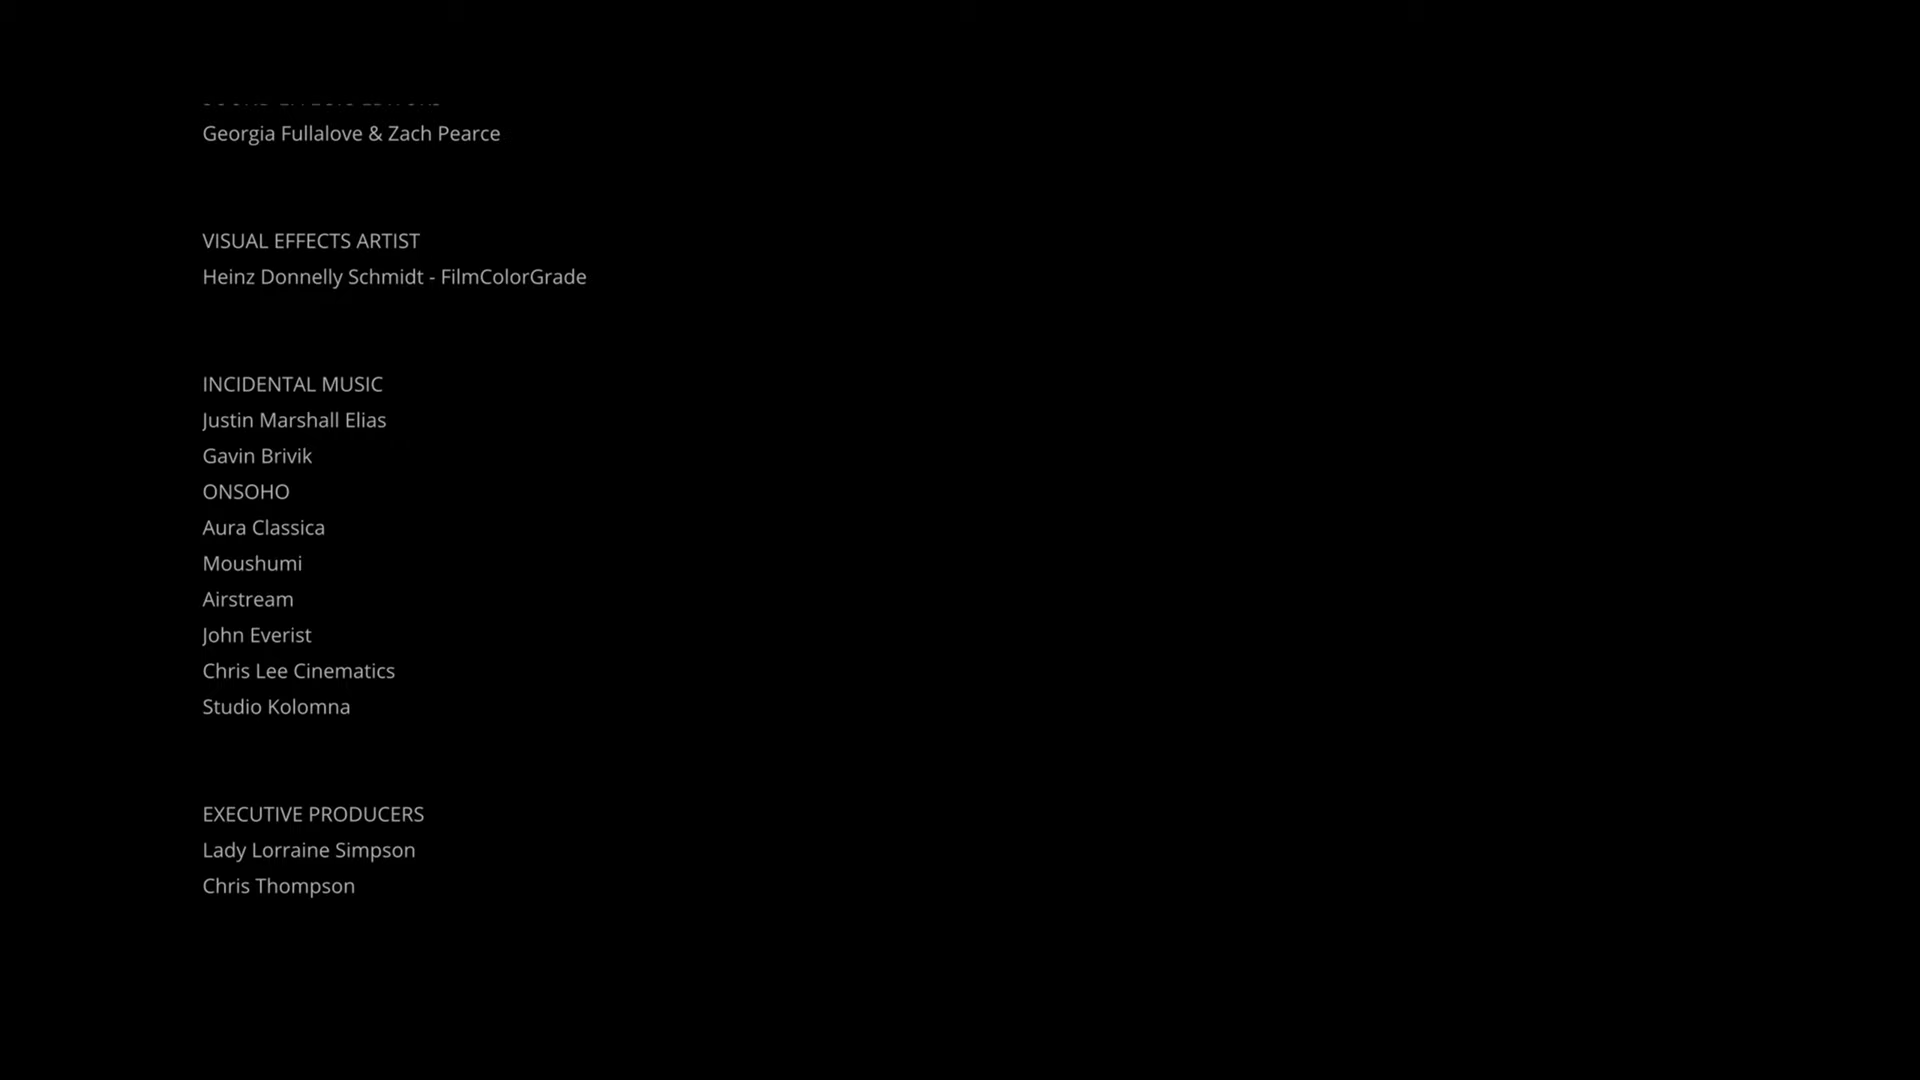 Georgia Fullalove & Zach Pearce
VISUAL EFFECTS ARTIST
Heinz Donnelly Schmidt - FilmColorGrade
INCIDENTAL MUSIC
Justin Marshall Elias
Gavin Brivik
ONSOHO
Aura Classica
Moushumi
Airstream
John Everist
Chris Lee Cinematics
Studio Kolomna
EXECUTIVE PRODUCERS
Lady Lorraine Simpson
Chris Thompson